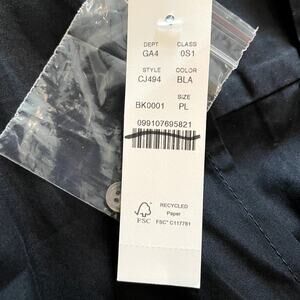 DEPT CLASS
GA4 0S1
STYLE COLOR
CJ494 BLA
SIZE
BK0001 PL
099107695821
FSC
RECYCLED
Paper
FSC® C117781